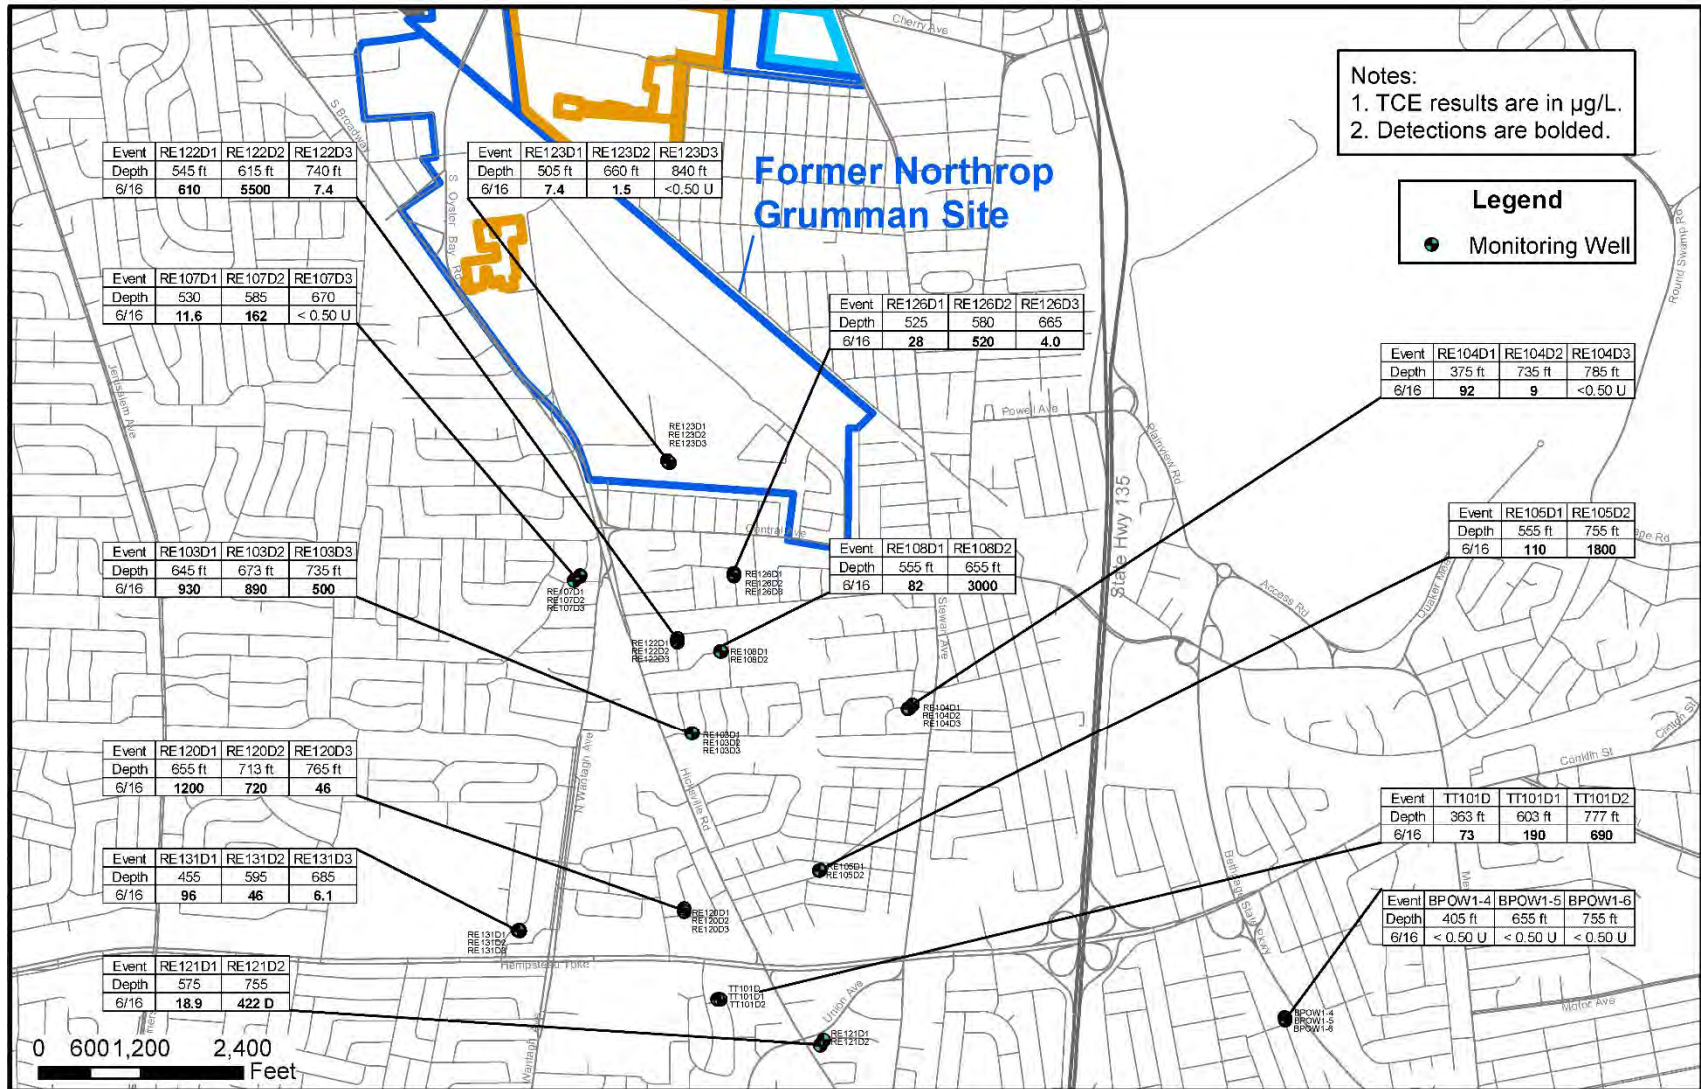 Cherry Ave
Notes:
1. TCE results are in µg/L.
2. Detections are bolded.
S Broadway
Event RE122D1 RE122D2 RE122D3
Depth 545 ft 615 ft 740 ft
6/16 610 5500 7.4
Event RE123D1 RE123D2 RE123D3
Depth 505 ft 660 ft 840 ft
6/16 7.4 1.5 <0.50 U
Former Northrop
Grumman Site
Legend
Monitoring Well
S Oyster Bay Rd
Round Swamp Rd
Event RE107D1 RE107D2 RE107D3
Depth 530 585 670
6/16 11.6 162 < 0.50 U
Event RE126D1 RE126D2 RE126D3
Depth 525 580 665
6/16 28 520 4.0
Event RE104D1 RE104D2 RE104D3
Depth 375 ft 735 ft 785 ft
6/16 92 9 <0.50 U
Jerusalem Ave
Powell Ave
Plainview Rd
RE123D1
RE123D2
RE123D3
State Hwy 135
Event RE105D1 RE105D2
Depth 555 ft 755 ft
6/16 110 1800
Central Ave
Event RE103D1 RE103D2 RE103D3
Depth 645 ft 673 ft 735 ft
6/16 930 890 500
Event RE108D1 RE108D2
Depth 555 ft 655 ft
6/16 82 3000
RE126D1
RE126D2
RE126D3
RE107D1
RE107D2
RE107D3
Access Rd
Stewart Ave
RE122D1
RE122D2
RE122D3
RE108D1
RE108D2
RE104D1
RE104D2
RE104D3
Clinton St
RE103D1
RE103D2
RE103D3
Conklin St
N Wantagh Ave
Hicksville Rd
Event RE120D1 RE120D2 RE120D3
Depth 655 ft 713 ft 765 ft
6/16 1200 720 46
Event TT101D TT101D1 TT101D2
Depth 363 ft 603 ft 777 ft
6/16 73 190 690
Event RE131D1 RE131D2 RE131D3
Depth 455 595 685
6/16 96 46 6.1
RE105D1
RE105D2
Bethpage State Pkwy
Event BPOW1-4 BPOW1-5 BPOW1-6
Depth 405 ft 655 ft 755 ft
6/16 < 0.50 U < 0.50 U < 0.50 U
RE120D1
RE120D2
RE120D3
RE131D1
RE131D2
RE131D3
Hempstead Tpke
Event RE121D1 RE121D2
Depth 575 755
6/16 18.9 422 D
TT101D
TT101D1
TT101D2
Union Ave
Motor Ave
BPOW1-4
BPOW1-5
BPOW1-6
RE121D1
RE121D2
0 600 1,200 2,400
Feet